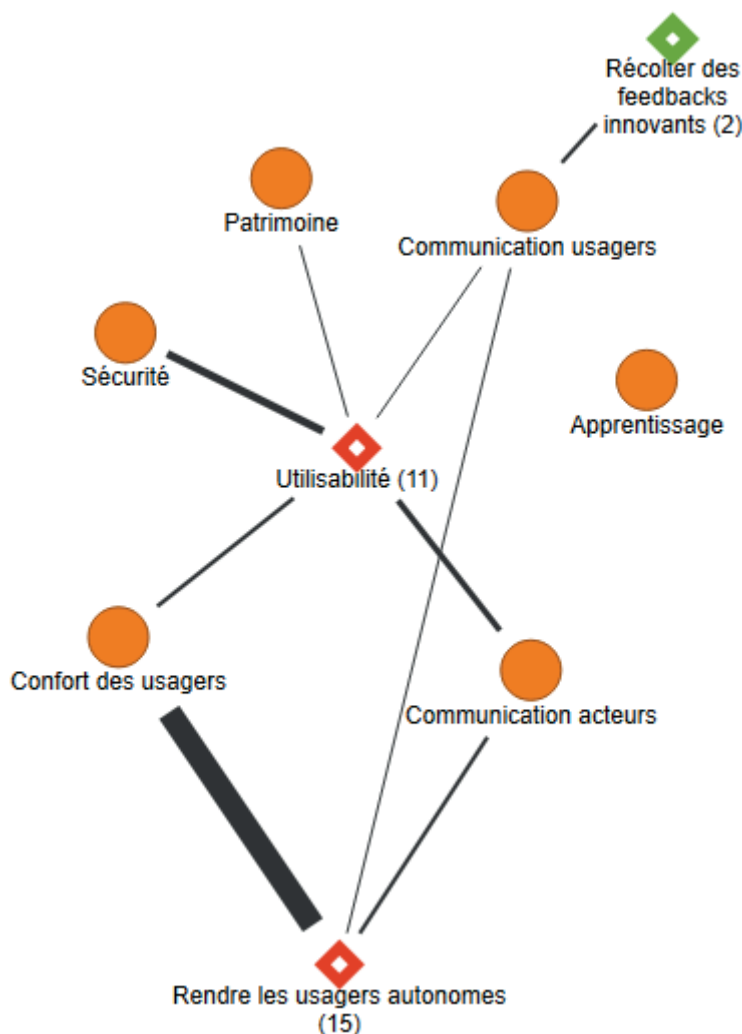 Récolter des
feedbacks
innovants (2)
Patrimoine
Communication usagers
Sécurité
Apprentissage
Utilisabilité (11)
Confort des usagers
Communication acteurs
Rendre les usagers autonomes
(15)